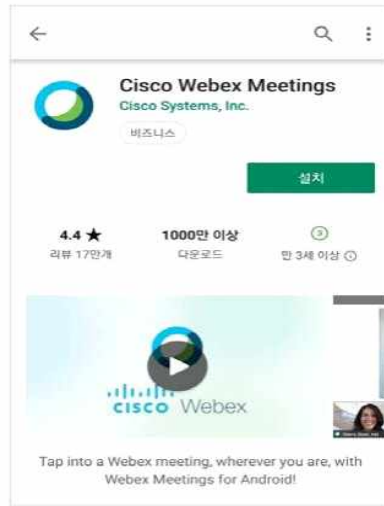 Cisco Webex Meetings
Cisco Systems, Inc.
비즈니스
설치
4.4 ★
1000만 이상
3
리뷰 17만개
다운로드
만 3세 이상
CISCO Webex
Tap into a Webex meeting, wherever you are, with
Webex Meetings for Android!